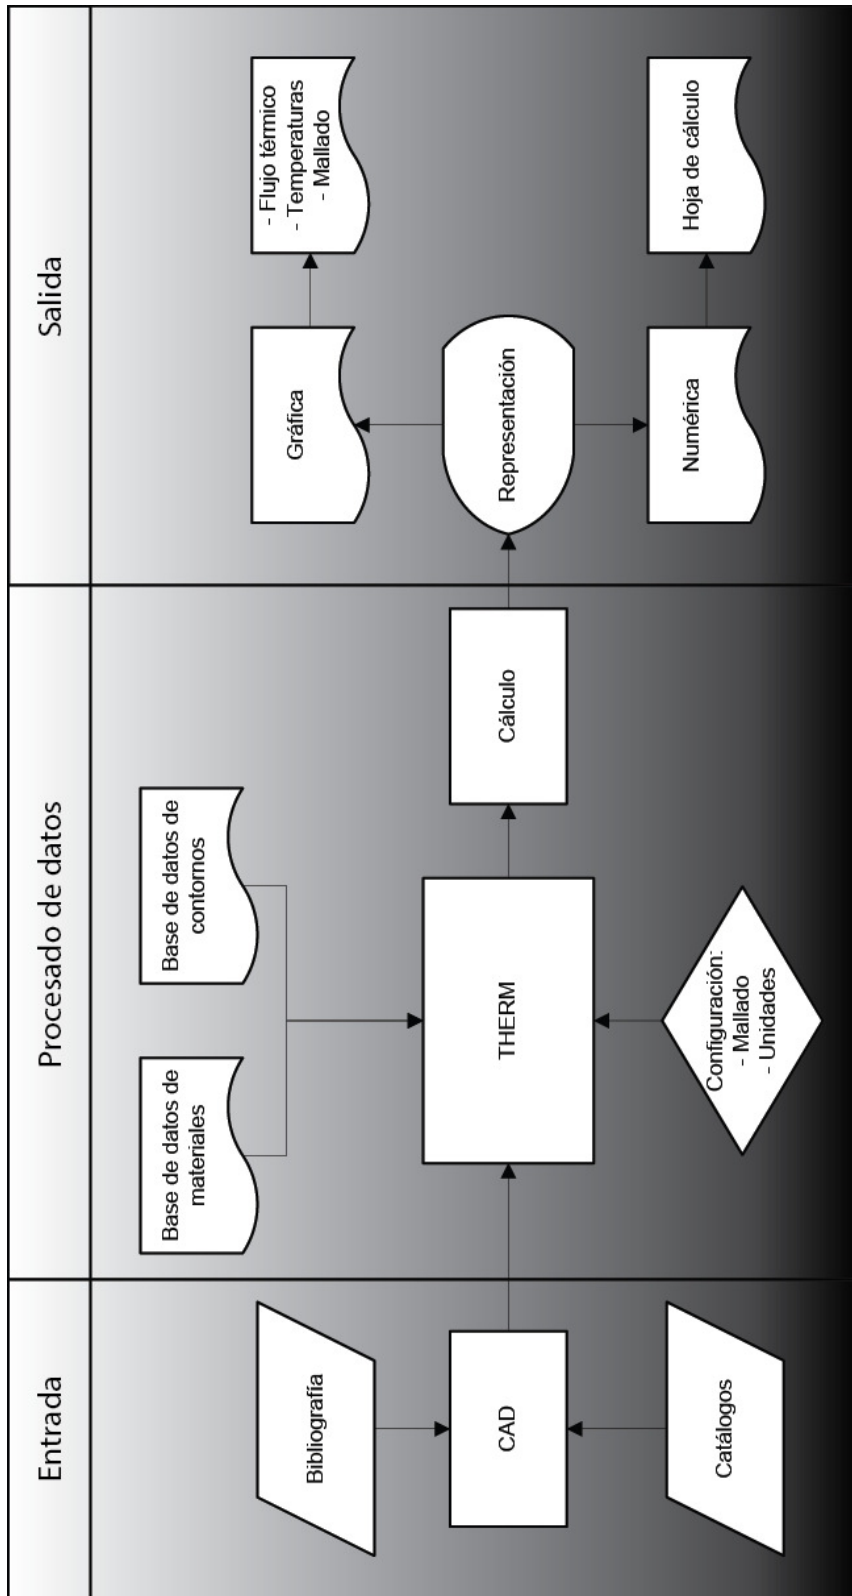 Entrada
Procesado de datos
Salida
Bibliografía
CAD
Catálogos
Base de datos de
materiales
Base de datos de
contornos
THERM
Configuración:
- Mallado
- Unidades
Cálculo
Representación
Gráfica
- Flujo térmico
- Temperaturas
- Mallado
Numérica
Hoja de cálculo